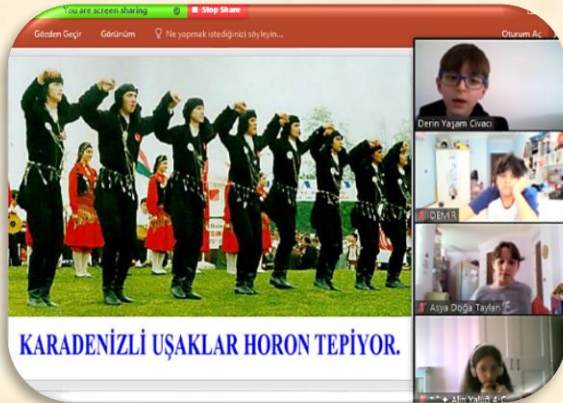 You are screen sharing
Stop Share
Gözden Geçir Görünüm Ne yapmak istediğinizi söyleyin... Oturum Aç
Derin Yaşam Civacı
DEMİR
Asya Doğa Taylan
KARADENİZLİ UŞAKLAR HORON TEPİYOR.
4-C